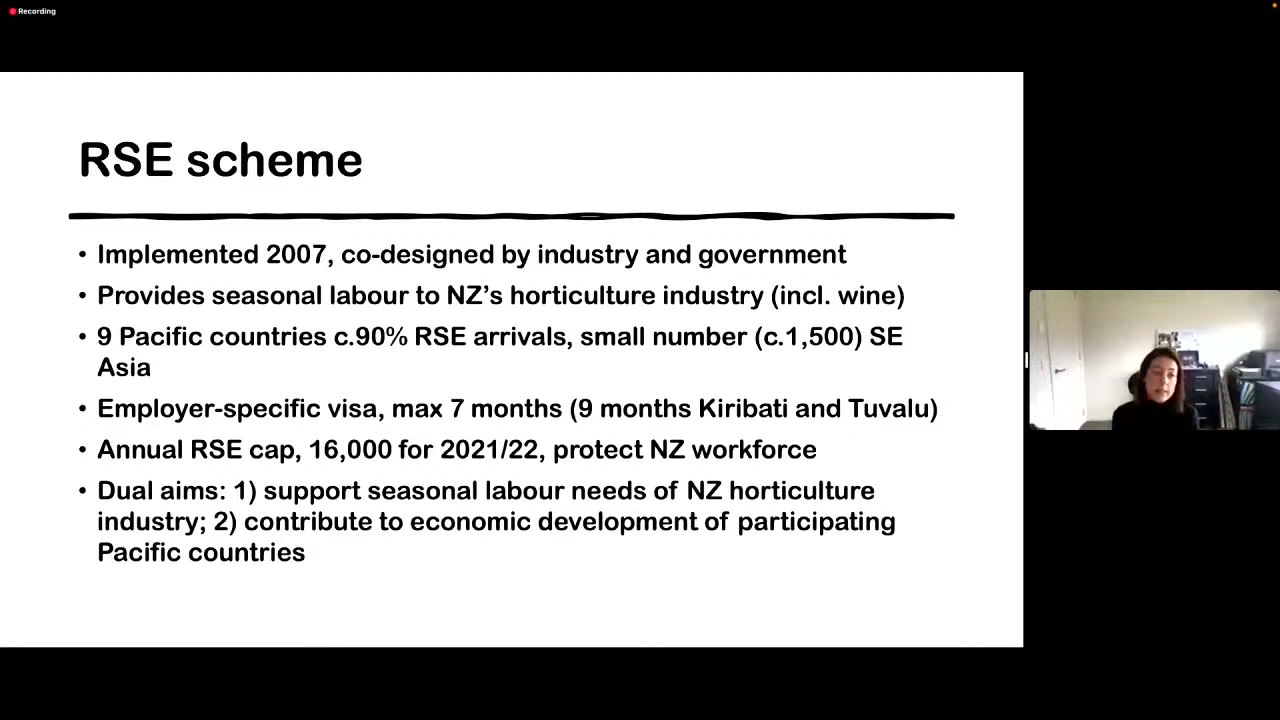 Recording
RSE scheme
• Implemented 2007, co-designed by industry and government
• Provides seasonal labour to NZ's horticulture industry (incl. wine)
• 9 Pacific countries c.90% RSE arrivals, small number (c.1,500) SE
Asia
• Employer-specific visa, max 7 months (9 months Kiribati and Tuvalu)
• Annual RSE cap, 16,000 for 2021/22, protect NZ workforce
• Dual aims: 1) support seasonal labour needs of NZ horticulture
industry; 2) contribute to economic development of participating
Pacific countries